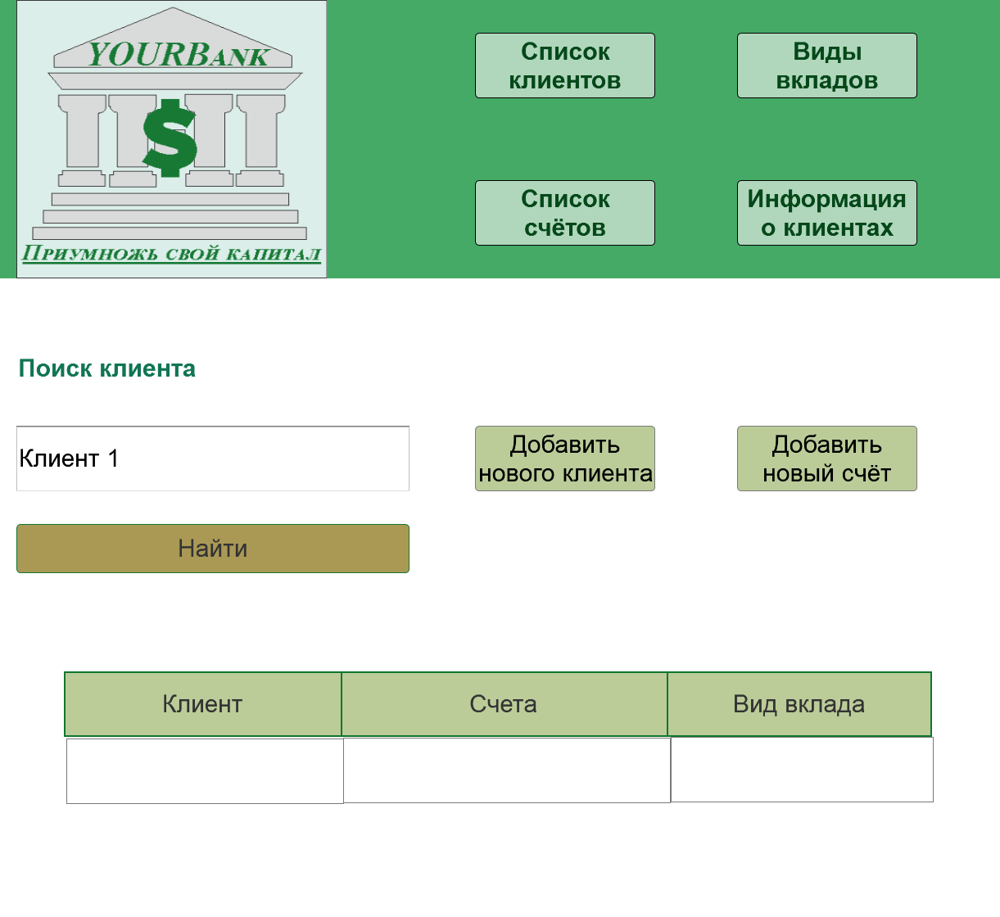 YOURBANK
$
ПРИУМНОЖЬ СВОЙ КАПИТАЛ
Список
клиентов
Виды
вкладов
Список
счётов
Информация
о клиентах
Поиск клиента
Клиент 1
Добавить
нового клиента
Добавить
новый счёт
Найти
Клиент
Счета
Вид вклада